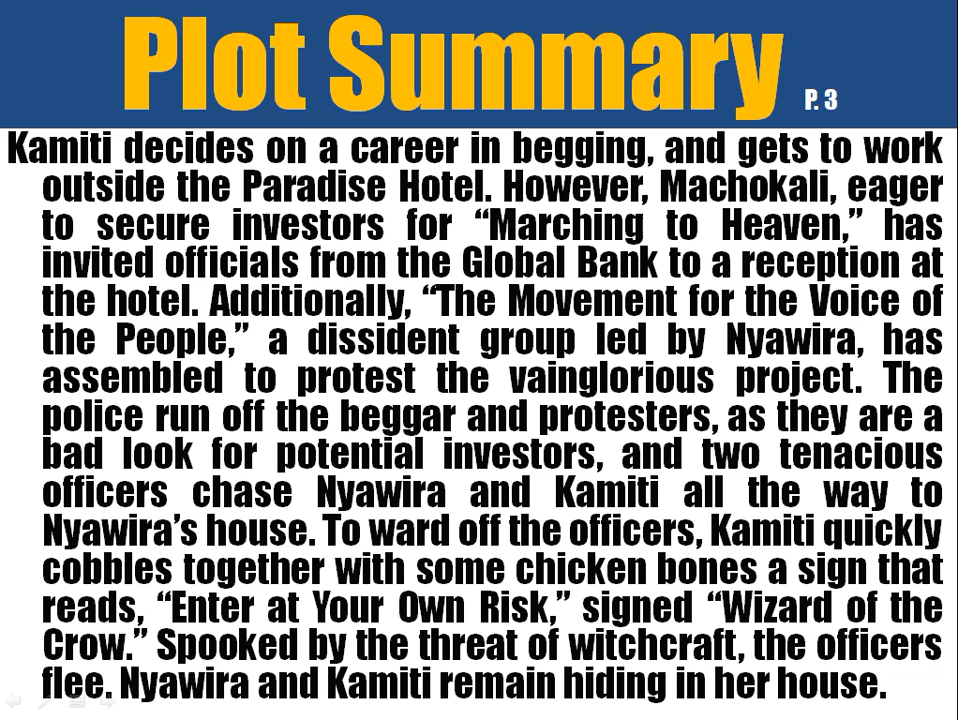 Plot Summary P. 3
Kamiti decides on a career in begging, and gets to work
outside the Paradise Hotel. However, Machokali, eager
to secure investors for “Marching to Heaven,” has
invited officials from the Global Bank to a reception at
the hotel. Additionally, “The Movement for the Voice of
the People,” a dissident group led by Nyawira, has
assembled to protest the vainglorious project. The
police run off the beggar and protesters, as they are a
bad look for potential investors, and two tenacious
officers chase Nyawira and Kamiti all the way to
Nyawira’s house. To ward off the officers, Kamiti quickly
cobbles together with some chicken bones a sign that
reads, “Enter at Your Own Risk,” signed “Wizard of the
Crow.” Spooked by the threat of witchcraft, the officers
flee. Nyawira and Kamiti remain hiding in her house.